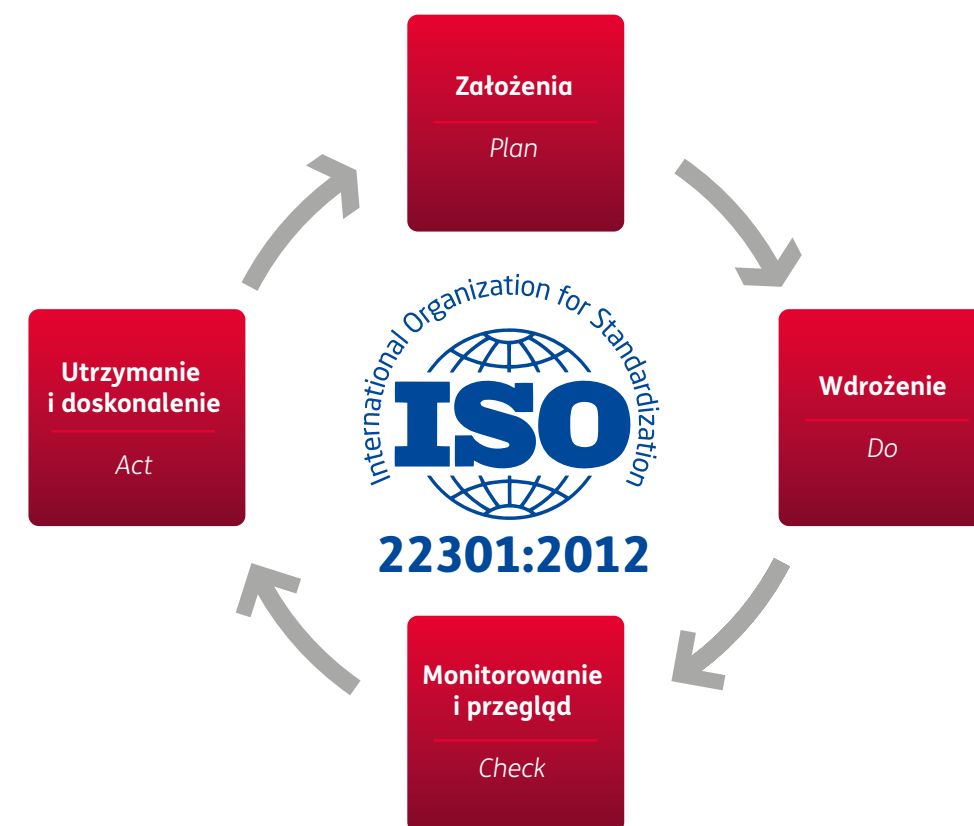 Założenia
Plan
Wdrożenie
Do
Monitorowanie
i przegląd
Check
Utrzymanie
i doskonalenie
Act
International Organization for Standardization
ISO
22301:2012